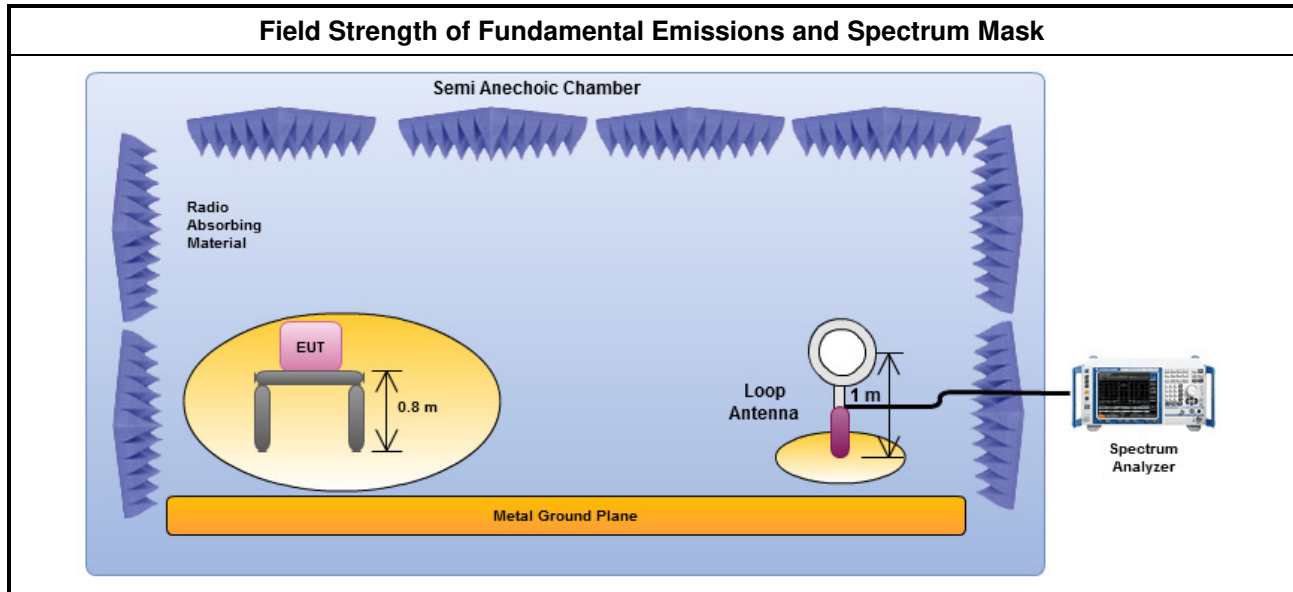 Field Strength of Fundamental Emissions and Spectrum Mask
Semi Anechoic Chamber
Radio
Absorbing
Material
EUT
0.8 m
Loop
Antenna
1 m
Spectrum
Analyzer
Metal Ground Plane